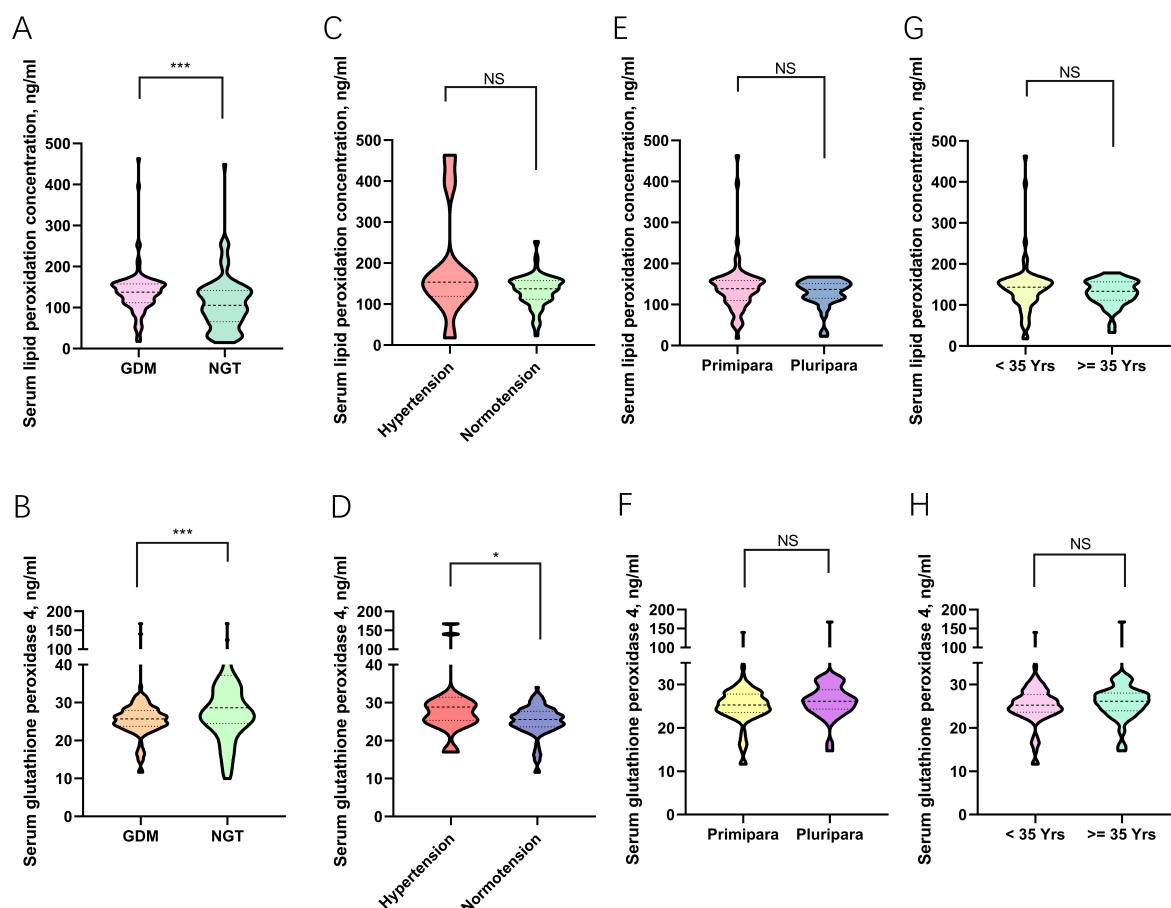 A
C
E
G
Serum lipid peroxidation concentration, ng/ml
***
500
400
300
200
100
0
GDM
NGT
Serum lipid peroxidation concentration, ng/ml
NS
500
400
300
200
100
0
Hypertension
Normotension
Serum lipid peroxidation concentration, ng/ml
NS
500
400
300
200
100
0
Primipara
Pluripara
Serum lipid peroxidation concentration, ng/ml
NS
500
400
300
200
100
0
< 35 Yrs
>= 35 Yrs
B
D
F
H
Serum glutathione peroxidase 4, ng/ml
***
200
150
100
40
30
20
10
0
GDM
NGT
Serum glutathione peroxidase 4, ng/ml
*
200
150
100
40
30
20
10
0
Hypertension
Normotension
Serum glutathione peroxidase 4, ng/ml
NS
200
150
100
30
20
10
0
Primipara
Pluripara
Serum glutathione peroxidase 4, ng/ml
NS
200
150
100
30
20
10
0
< 35 Yrs
>= 35 Yrs